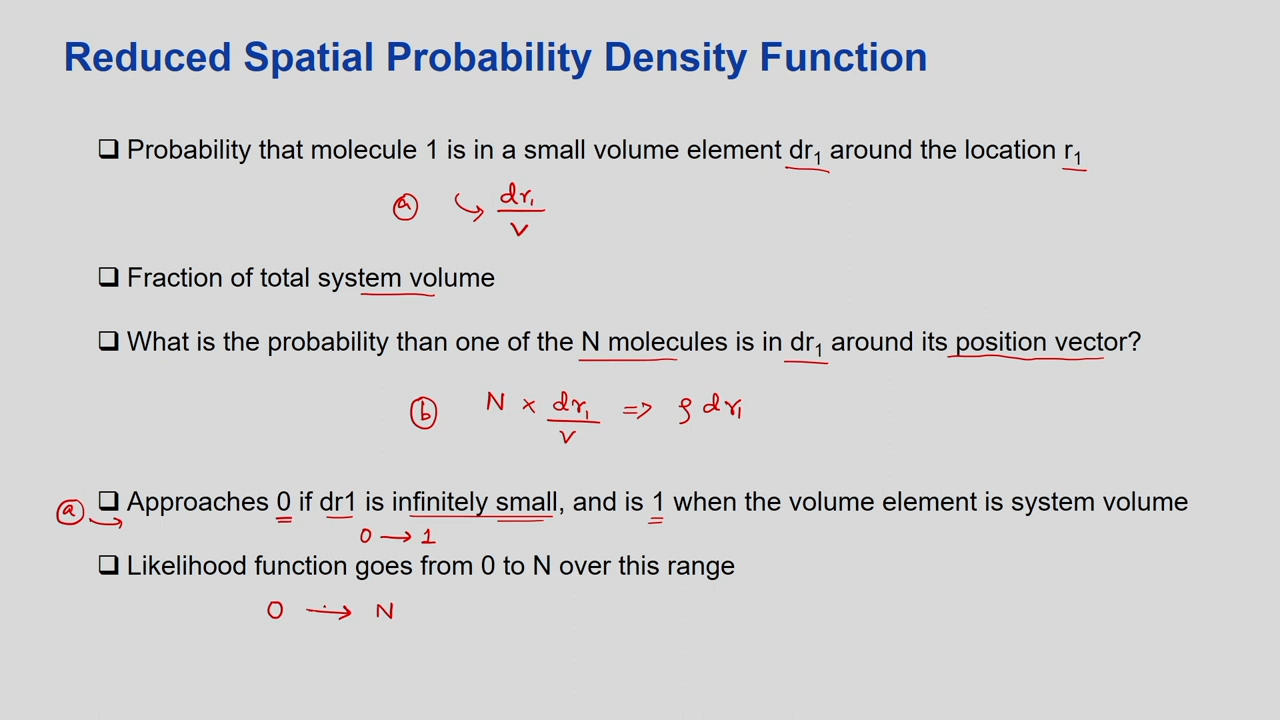 Reduced Spatial Probability Density Function
❑ Probability that molecule 1 is in a small volume element dr₁ around the location r₁
ⓐ ↘ dr₁/V
❑ Fraction of total system volume
❑ What is the probability than one of the N molecules is in dr₁ around its position vector?
ⓑ N × dr₁/V ⇒ ρ dr₁
ⓐ → ❑ Approaches 0 if dr1 is infinitely small, and is 1 when the volume element is system volume
0 → 1
❑ Likelihood function goes from 0 to N over this range
0 → N